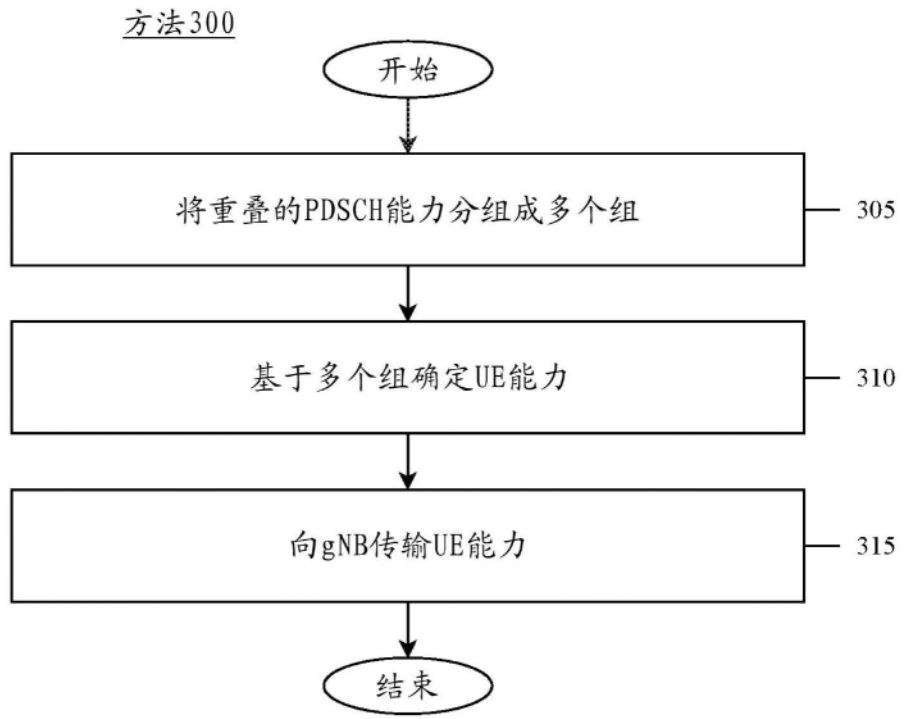 方法300
开始
将重叠的PDSCH能力分组成多个组
305
基于多个组确定UE能力
310
向gNB传输UE能力
315
结束